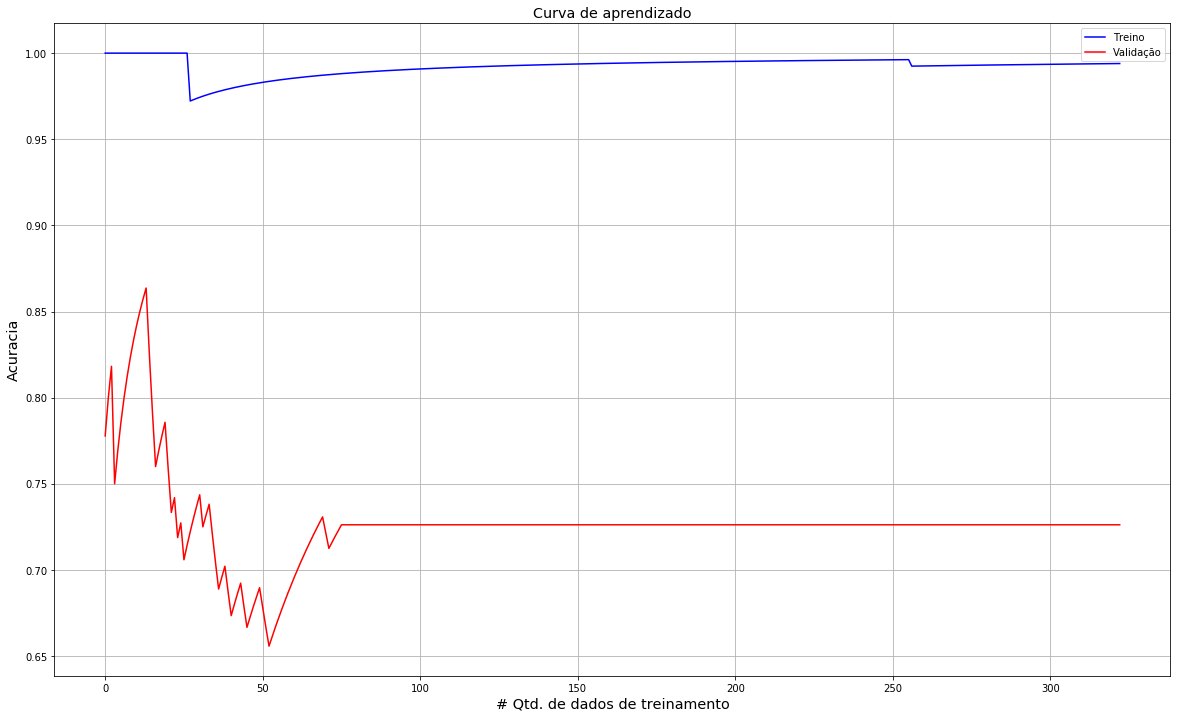 Curva de aprendizado
Treino
Validação
1.00
0.95
0.90
0.85
0.80
0.75
0.70
0.65
Acuracia
0 50 100 150 200 250 300
# Qtd. de dados de treinamento